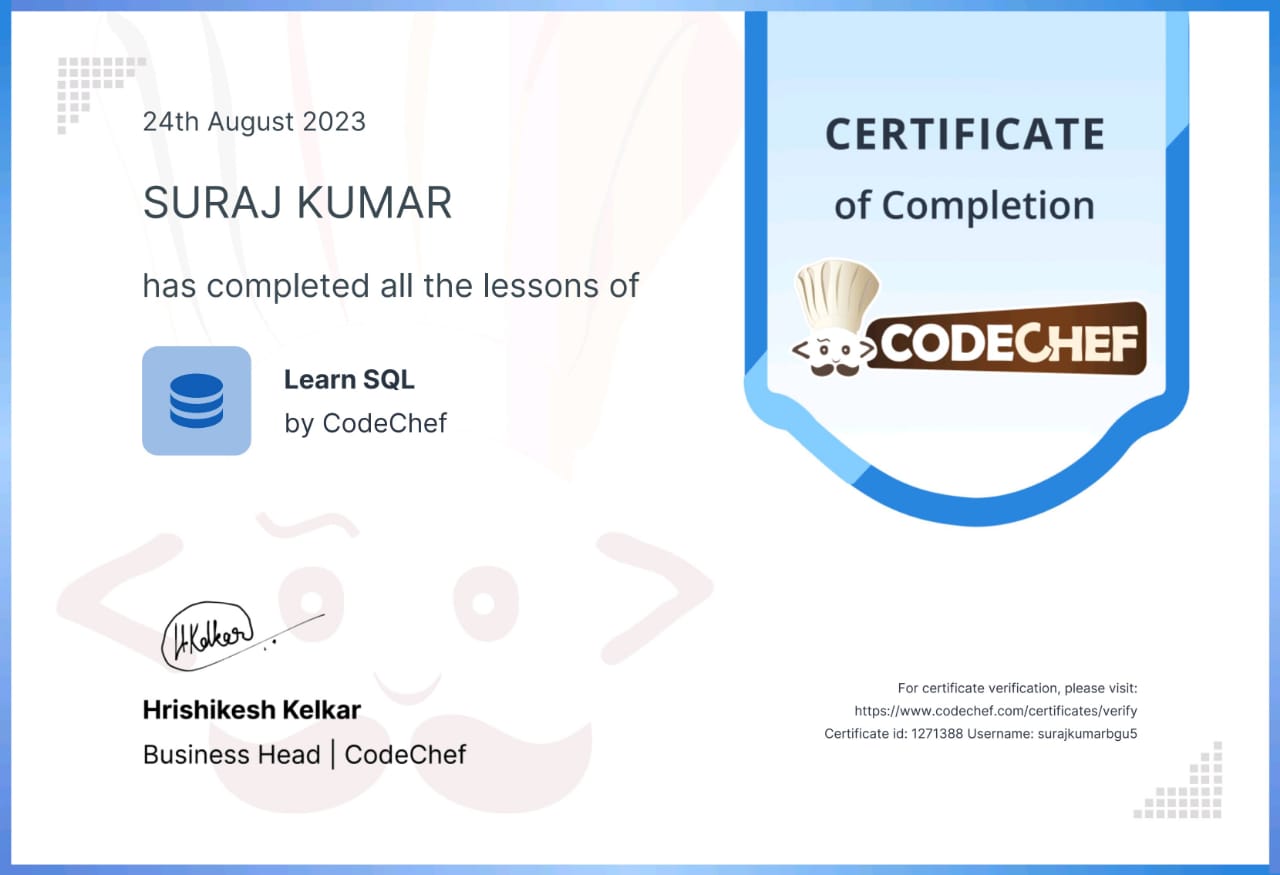 24th August 2023
SURAJ KUMAR
has completed all the lessons of
Learn SQL
by CodeChef
HKelkar
Hrishikesh Kelkar
Business Head | CodeChef
CERTIFICATE
of Completion
CODECHEF
For certificate verification, please visit:
https://www.codechef.com/certificates/verify
Certificate id: 1271388 Username: surajkumarbgu5